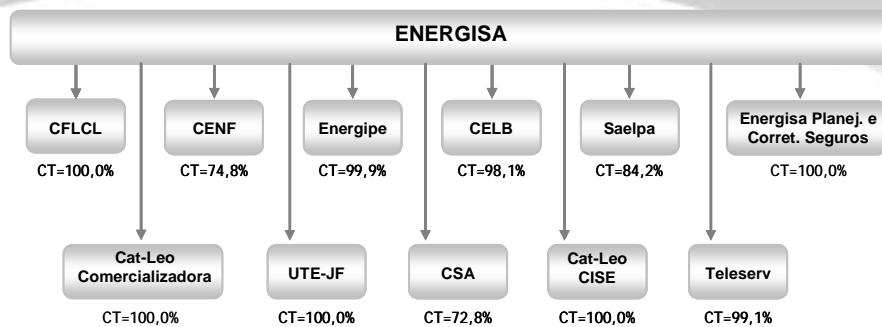 ENERGISA
CFLCL
CENF
Energipe
CELB
Saelpa
Energisa Planej. e
Corret. Seguros
CT=100,0%
CT=74,8%
CT=99,9%
CT=98,1%
CT=84,2%
CT=100,0%
Cat-Leo
Comercializadora
UTE-JF
CSA
Cat-Leo
CISE
Teleserv
CT=100,0%
CT=100,0%
CT=72,8%
CT=100,0%
CT=99,1%